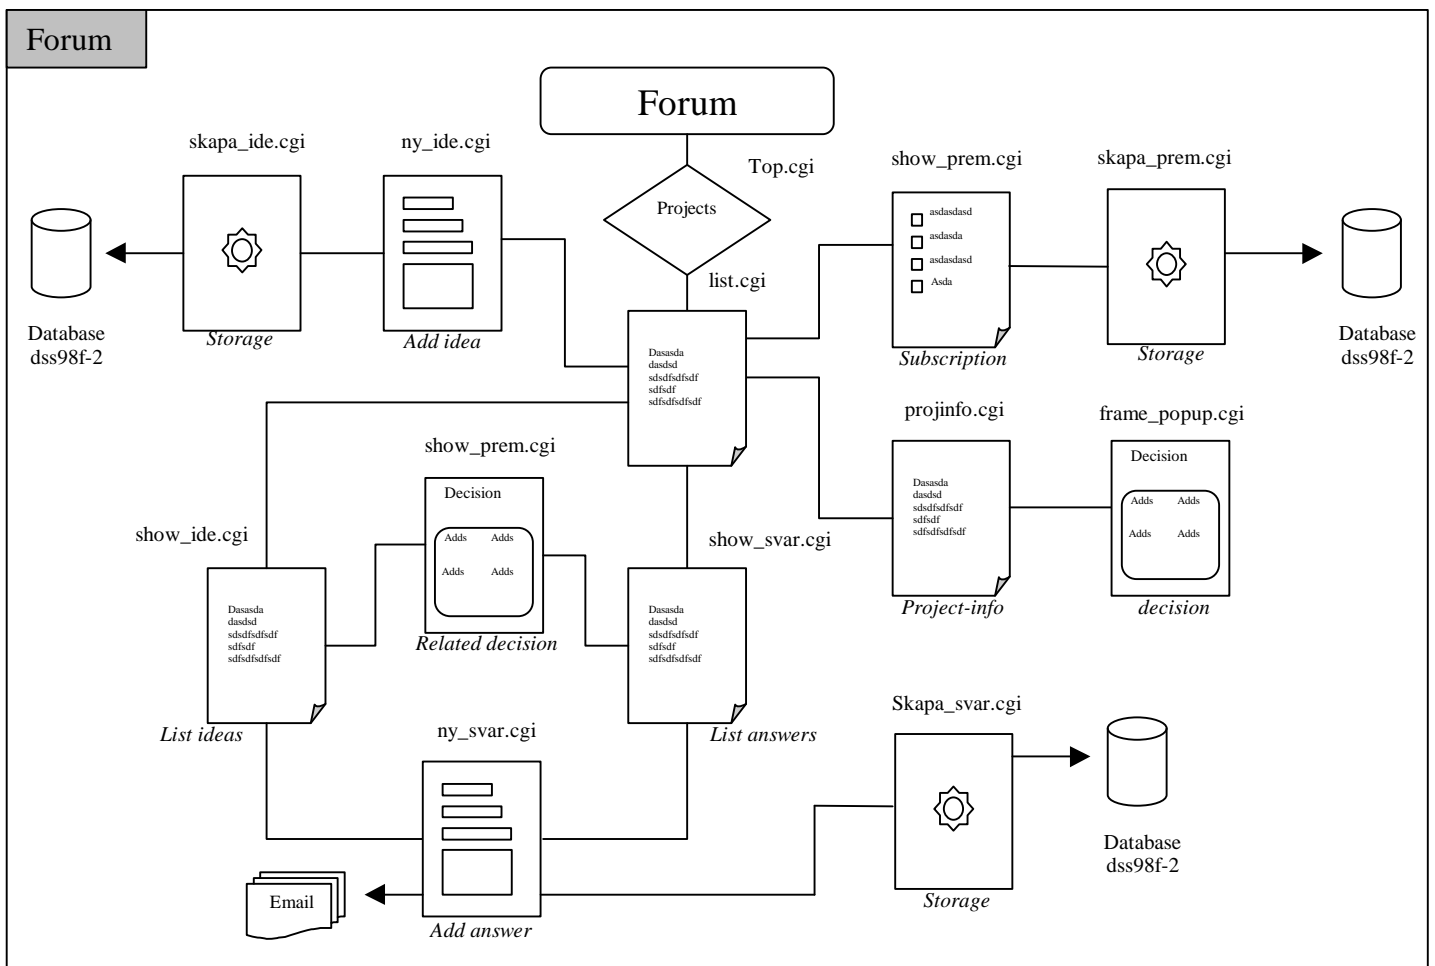 Forum
Forum
skapa_ide.cgi
ny_ide.cgi
Top.cgi
show_prem.cgi
skapa_prem.cgi
Projects
asdasdasd
asdasda
asdasdasd
Asda
list.cgi
Database
dss98f-2
Storage
Add idea
Dasasda
dasdsd
sdsdfsdfsdf
sdfsdf
sdfsdfsdfsdf
Subscription
Storage
Database
dss98f-2
projinfo.cgi
frame_popup.cgi
show_prem.cgi
Decision
Dasasda
dasdsd
sdsdfsdfsdf
sdfsdf
sdfsdfsdfsdf
Adds Adds
Adds Adds
Project-info
decision
show_ide.cgi
Decision
Adds Adds
Adds Adds
Related decision
show_svar.cgi
Dasasda
dasdsd
sdsdfsdfsdf
sdfsdf
sdfsdfsdfsdf
Dasasda
dasdsd
sdsdfsdfsdf
sdfsdf
sdfsdfsdfsdf
List ideas
ny_svar.cgi
List answers
Skapa_svar.cgi
Database
dss98f-2
Email
Add answer
Storage